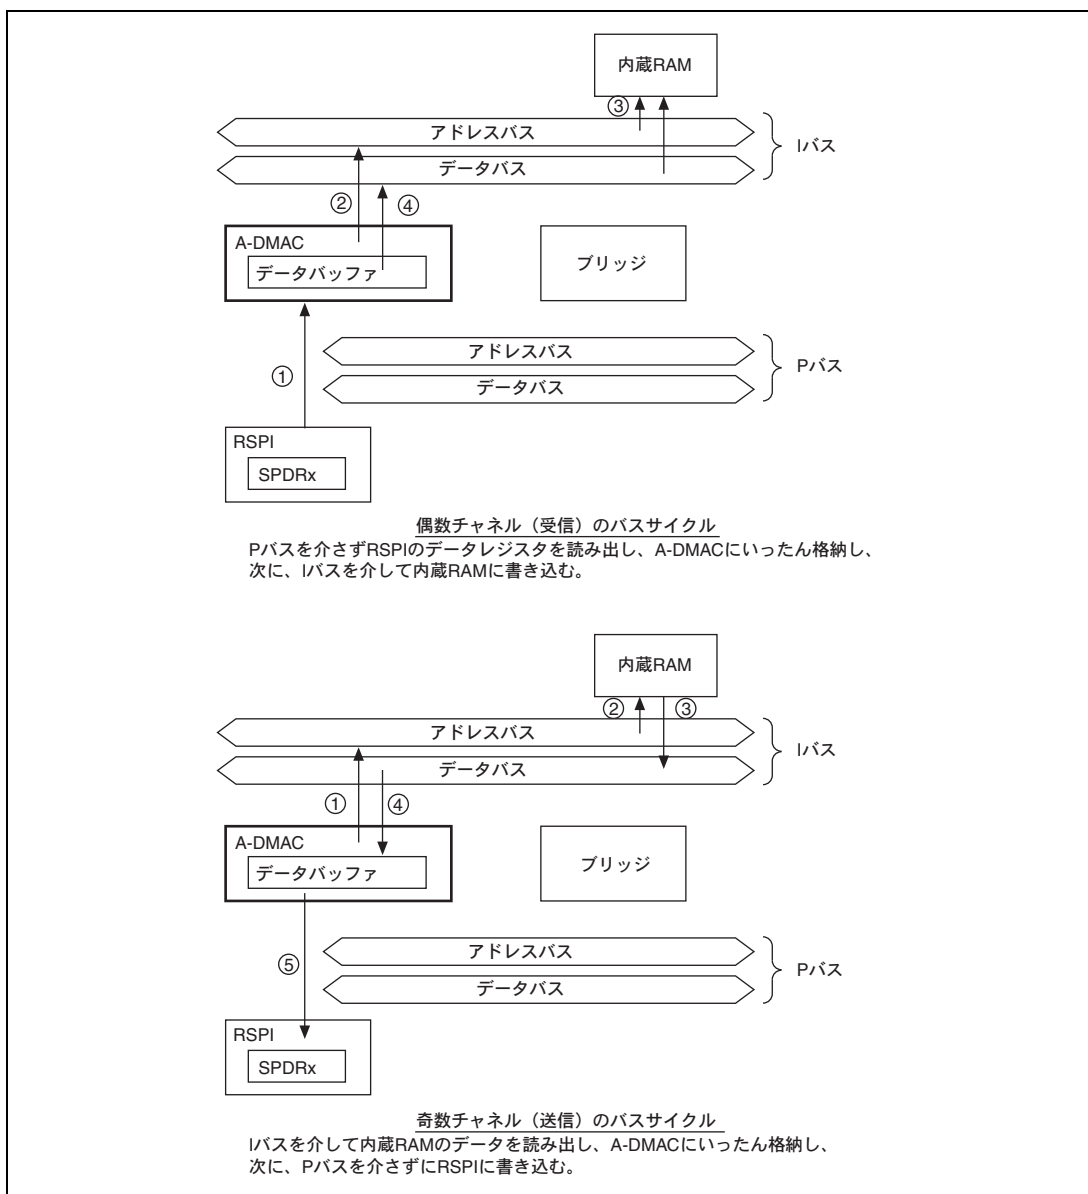 内蔵RAM
③
アドレスバス
データバス
Iバス
②
④
A-DMAC
データバッファ
ブリッジ
①
アドレスバス
データバス
Pバス
RSPI
SPDRx
偶数チャネル（受信）のバスサイクル
Pバスを介さずRSPIのデータレジスタを読み出し、A-DMACにいったん格納し、
次に、Iバスを介して内蔵RAMに書き込む。
内蔵RAM
②
③
アドレスバス
データバス
Iバス
①
④
A-DMAC
データバッファ
ブリッジ
⑤
アドレスバス
データバス
Pバス
RSPI
SPDRx
奇数チャネル（送信）のバスサイクル
Iバスを介して内蔵RAMのデータを読み出し、A-DMACにいったん格納し、
次に、Pバスを介さずにRSPIに書き込む。